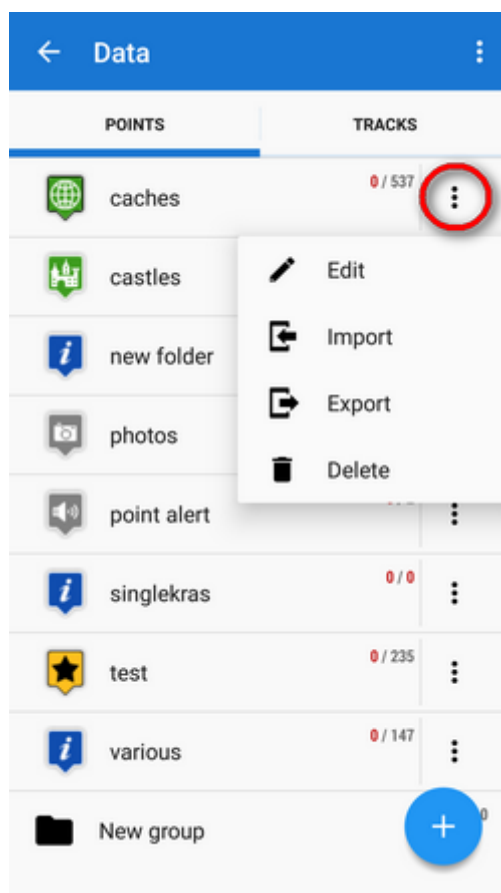 Data
POINTS TRACKS
caches 0 / 537
castles Edit
new folder Import
photos Export
Delete
point alert
singlekras 0 / 0
test 0 / 235
various 0 / 147
New group 0